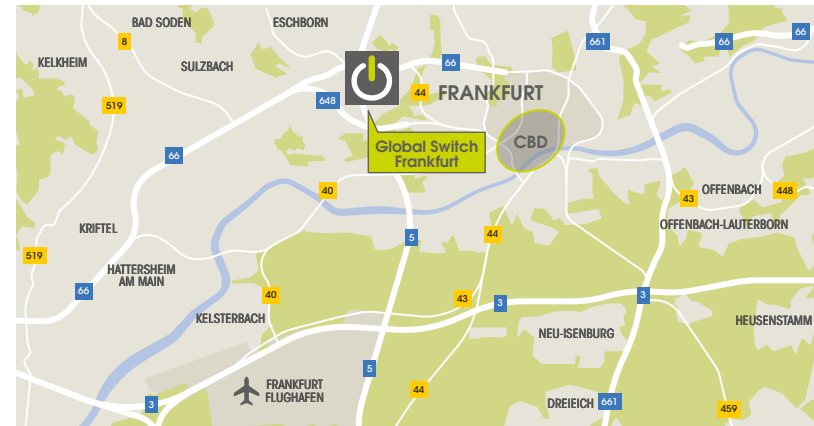 BAD SODEN
ESCHBORN
8
661
66
66
KELKHEIM
SULZBACH
66
519
648
44
FRANKFURT
66
Global Switch
Frankfurt
CBD
40
43
OFFENBACH
448
KRIFTEL
5
44
OFFENBACH-LAUTERBORN
519
HATTERSHEIM
AM MAIN
66
40
43
3
3
KELSTERBACH
NEU-ISENBURG
HEUSENSTAMM
5
FRANKFURT
FLUGHAFEN
44
3
DREIEICH
661
459